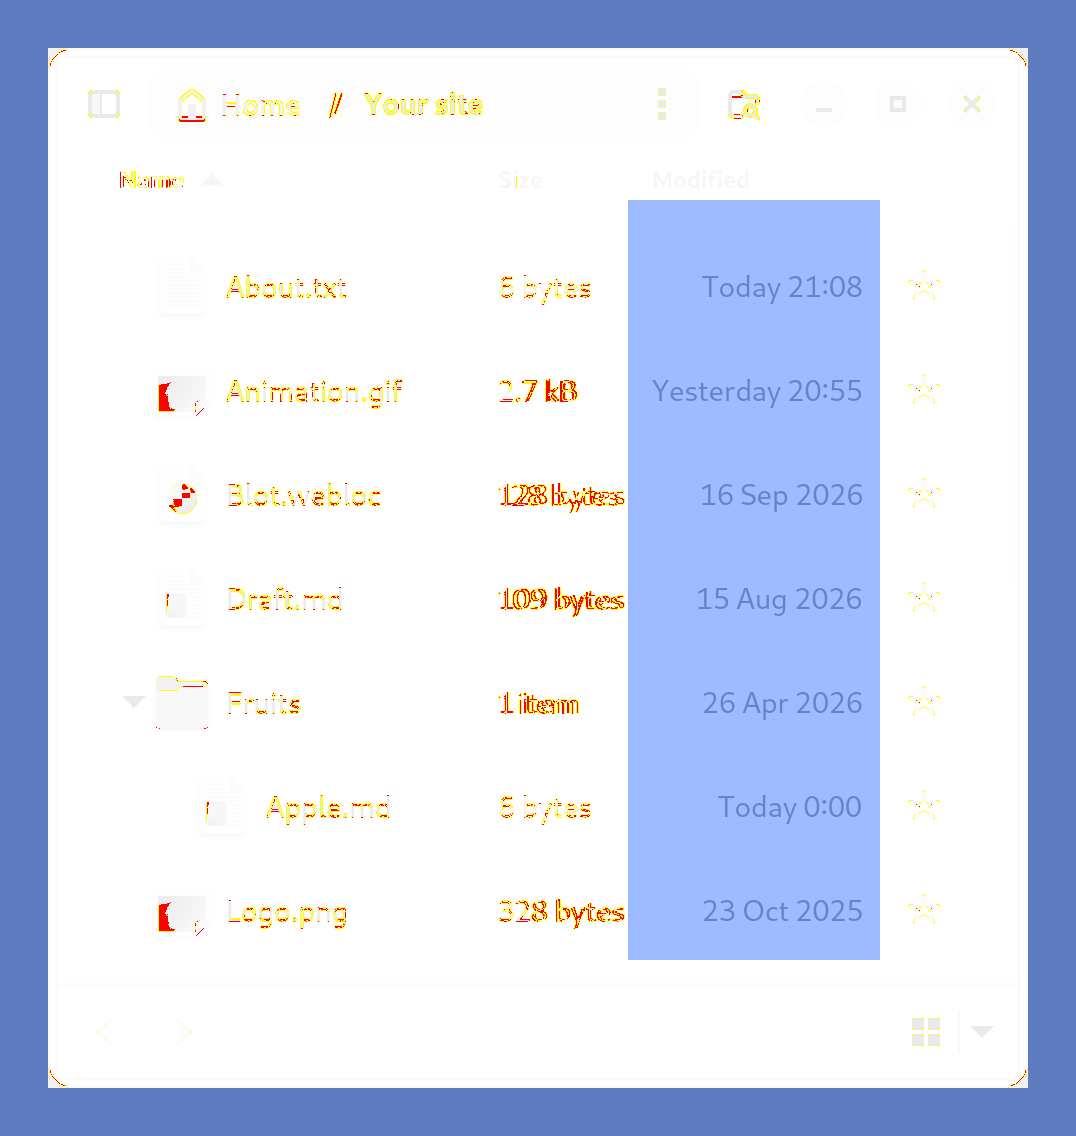 Home / Your site
Name Size Modified
About.txt 6 bytes Today 21:08
Animation.gif 2.7 kB Yesterday 20:55
Blot.webloc 128 bytes 16 Sep 2026
Draft.md 109 bytes 15 Aug 2026
Fruits 1 item 26 Apr 2026
Apple.md 6 bytes Today 0:00
Logo.png 328 bytes 23 Oct 2025